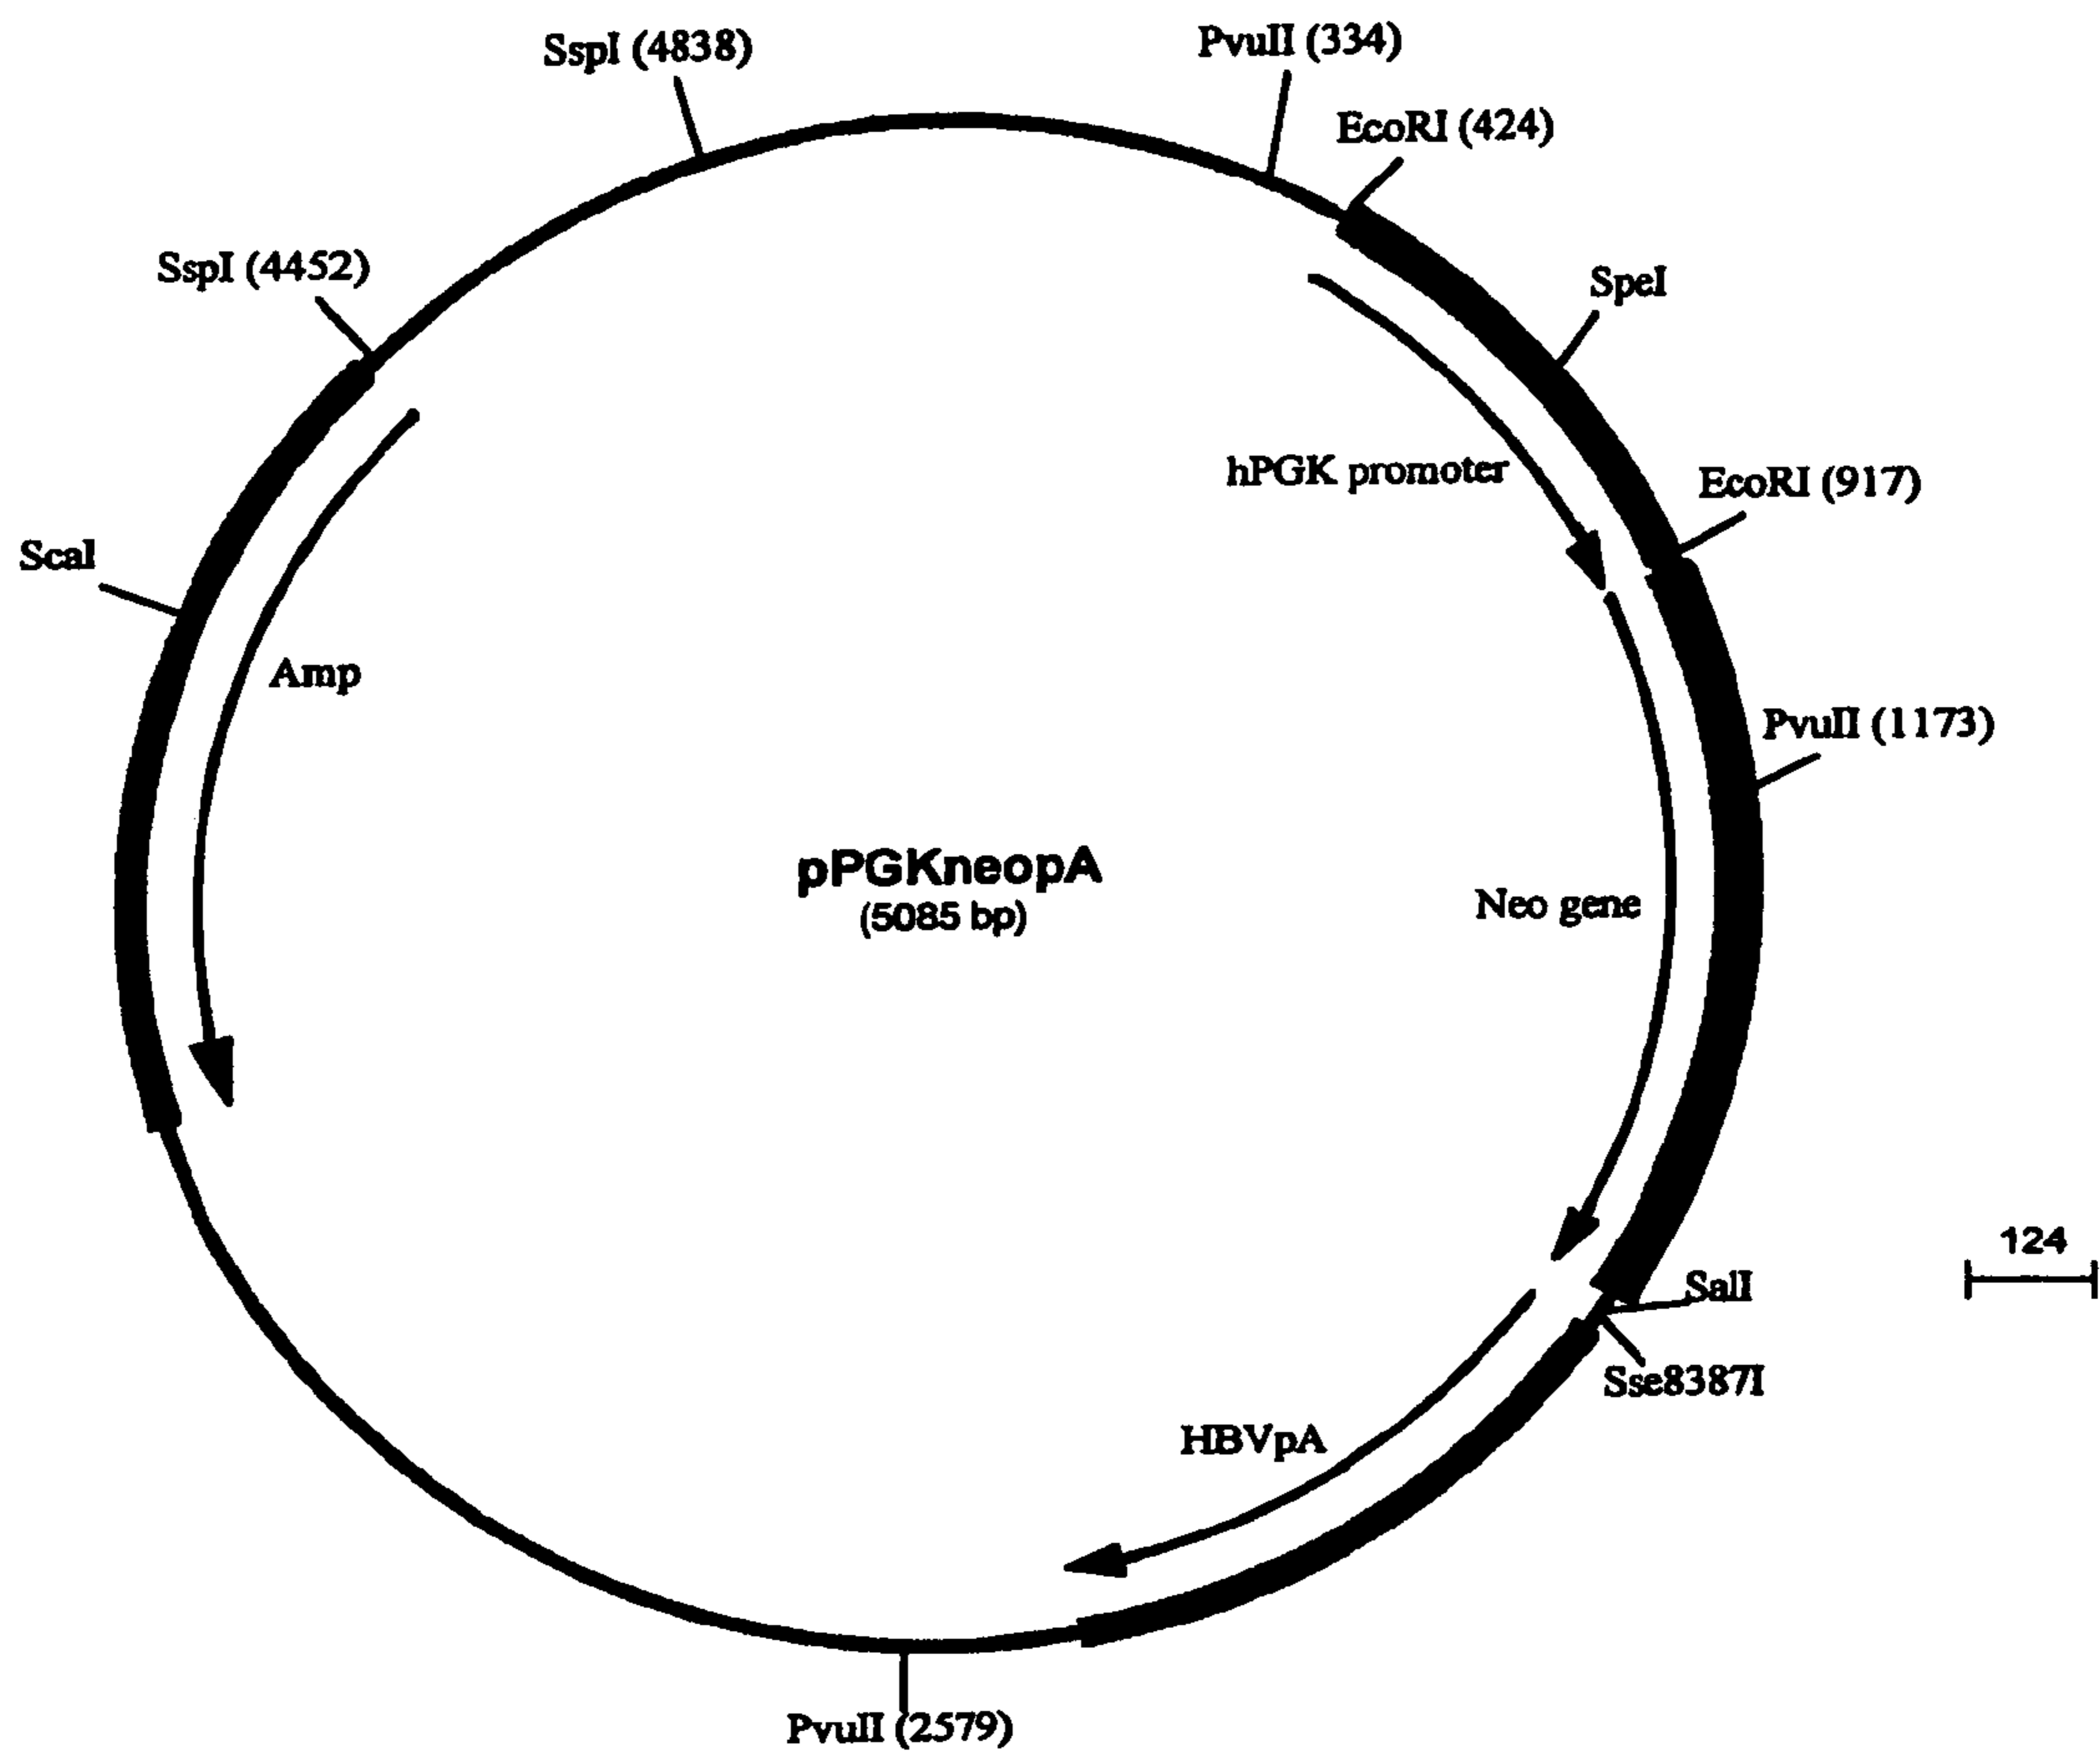 SspI (4838)
PvuII (334)
EcoRI (424)
SspI (4452)
SpeI
hPGK promoter
EcoRI (917)
ScaI
Amp
PvuII (1173)
pPGKneopA
(5085 bp)
Neo gene
124
SalI
Sse8387I
HBVpA
PvuII (2579)